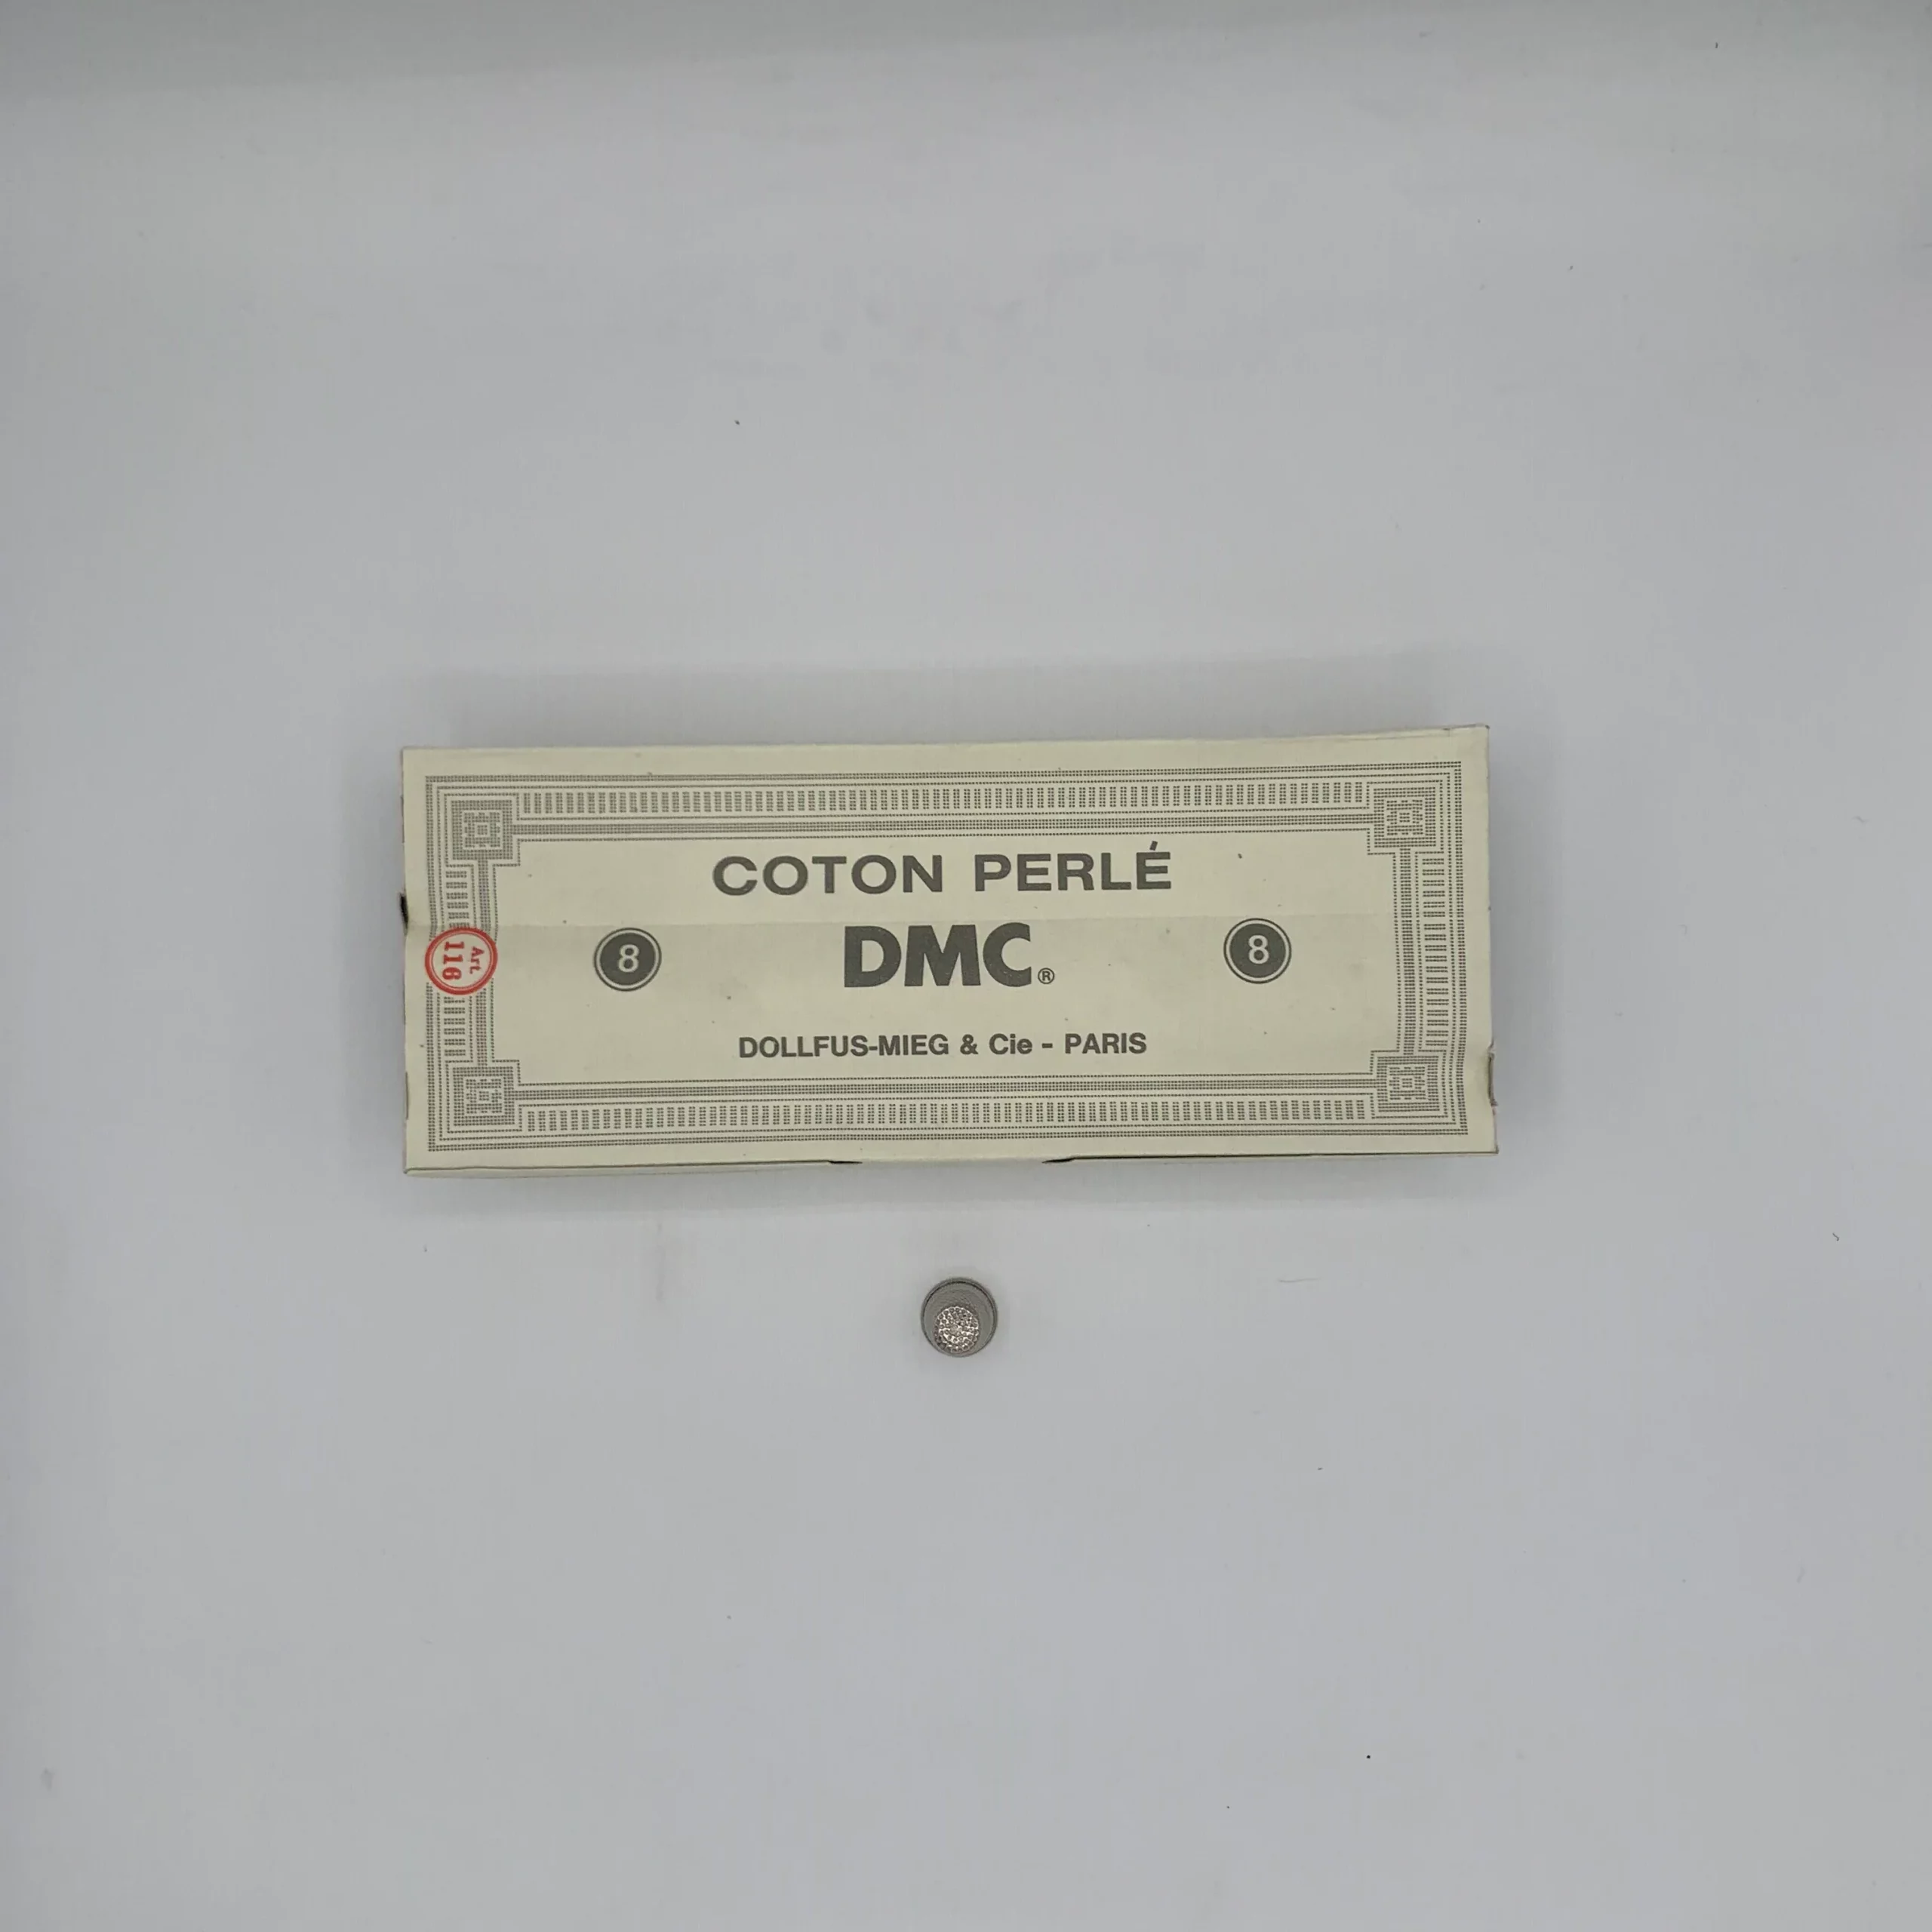 COTON PERLÉ
8 DMC® 8
Art.
116
DOLLFUS-MIEG & Cie - PARIS